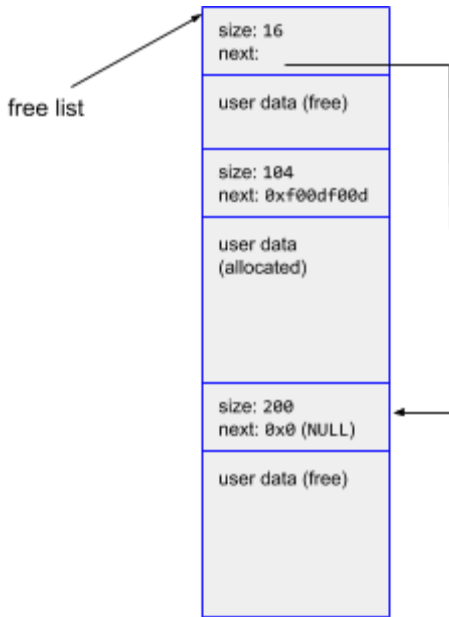 size: 16
next:
free list
user data (free)
size: 104
next: 0xf00df00d
user data
(allocated)
size: 200
next: 0x0 (NULL)
user data (free)